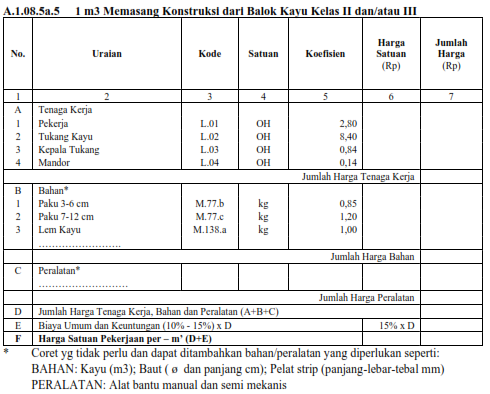 A.1.08.5a.5 1 m3 Memasang Konstruksi dari Balok Kayu Kelas II dan/atau III
No. Uraian Kode Satuan Koefisien Harga Satuan (Rp) Jumlah Harga (Rp)
1 2 3 4 5 6 7
A Tenaga Kerja
1 Pekerja L.01 OH 2,80
2 Tukang Kayu L.02 OH 8,40
3 Kepala Tukang L.03 OH 0,84
4 Mandor L.04 OH 0,14
Jumlah Harga Tenaga Kerja
B Bahan*
1 Paku 3-6 cm M.77.b kg 0,85
2 Paku 7-12 cm M.77.c kg 1,20
3 Lem Kayu M.138.a kg 1,00
…………………….
Jumlah Harga Bahan
C Peralatan*
………………………
Jumlah Harga Peralatan
D Jumlah Harga Tenaga Kerja, Bahan dan Peralatan (A+B+C)
E Biaya Umum dan Keuntungan (10% - 15%) x D 15% x D
F Harga Satuan Pekerjaan per – m' (D+E)
* Coret yg tidak perlu dan dapat ditambahkan bahan/peralatan yang diperlukan seperti:
BAHAN: Kayu (m3); Baut ( ø dan panjang cm); Pelat strip (panjang-lebar-tebal mm)
PERALATAN: Alat bantu manual dan semi mekanis